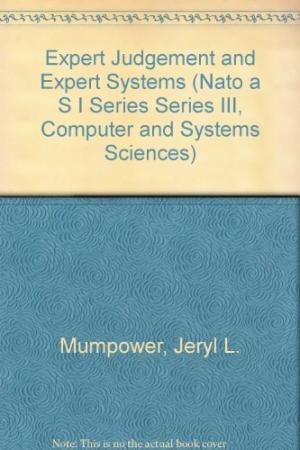 Expert Judgement and
Expert Systems (Nato a
S I Series Series III,
Computer and Systems
Sciences)
Mumpower, Jeryl L.
Note: This is no the actual book cover